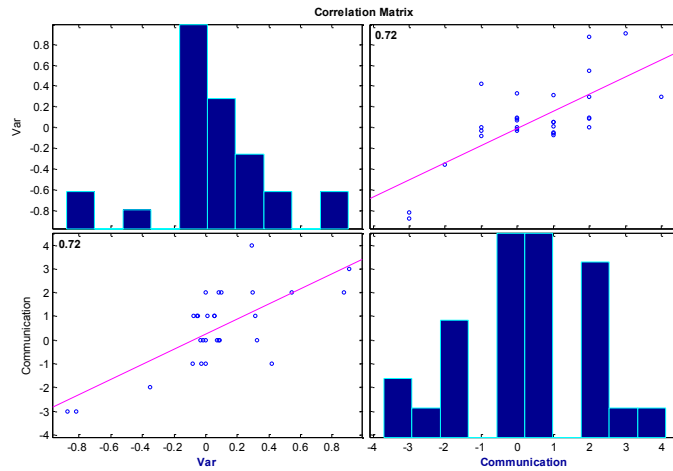 Correlation Matrix
0.8
0.6
0.4
0.2
0
-0.2
-0.4
-0.6
-0.8
Var
0.72
0.72
4
3
2
1
0
-1
-2
-3
-4
Communication
-0.8 -0.6 -0.4 -0.2 0 0.2 0.4 0.6 0.8
Var
-4 -3 -2 -1 0 1 2 3 4
Communication